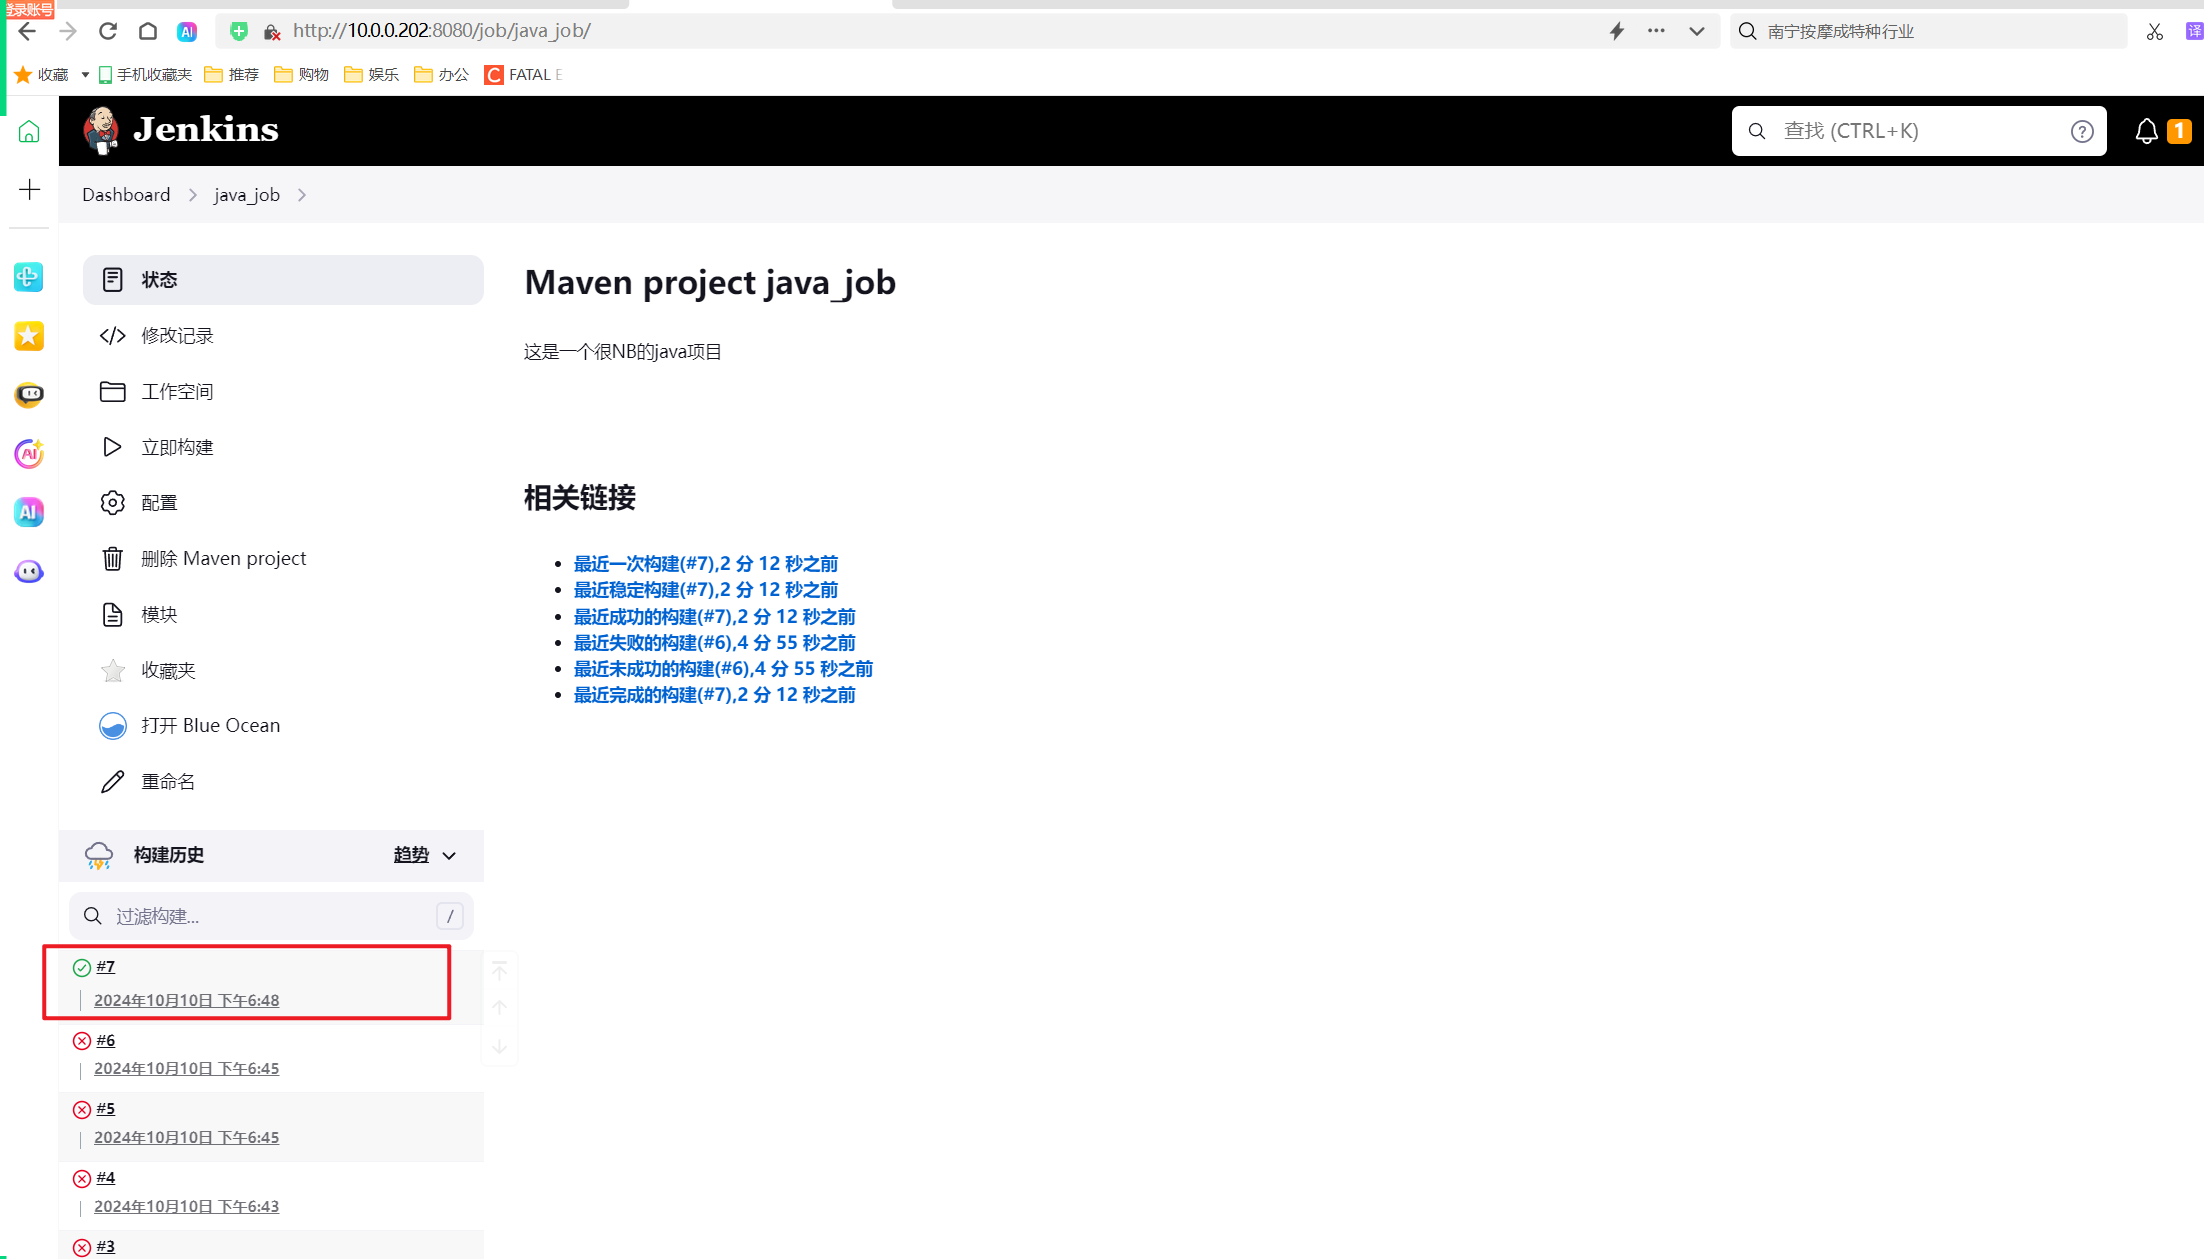 登录账号
http://10.0.0.202:8080/job/java_job/
南宁按摩成特种行业
译
收藏
手机收藏夹
推荐
购物
娱乐
办公
FATAL E
Jenkins
查找 (CTRL+K)
1
Dashboard
java_job
状态
修改记录
工作空间
立即构建
配置
删除 Maven project
模块
收藏夹
打开 Blue Ocean
重命名
Maven project java_job
这是一个很NB的java项目
相关链接
最近一次构建(#7),2 分 12 秒之前
最近稳定构建(#7),2 分 12 秒之前
最近成功的构建(#7),2 分 12 秒之前
最近失败的构建(#6),4 分 55 秒之前
最近未成功的构建(#6),4 分 55 秒之前
最近完成的构建(#7),2 分 12 秒之前
构建历史
趋势
过滤构建...
/
#7
2024年10月10日 下午6:48
#6
2024年10月10日 下午6:45
#5
2024年10月10日 下午6:45
#4
2024年10月10日 下午6:43
#3